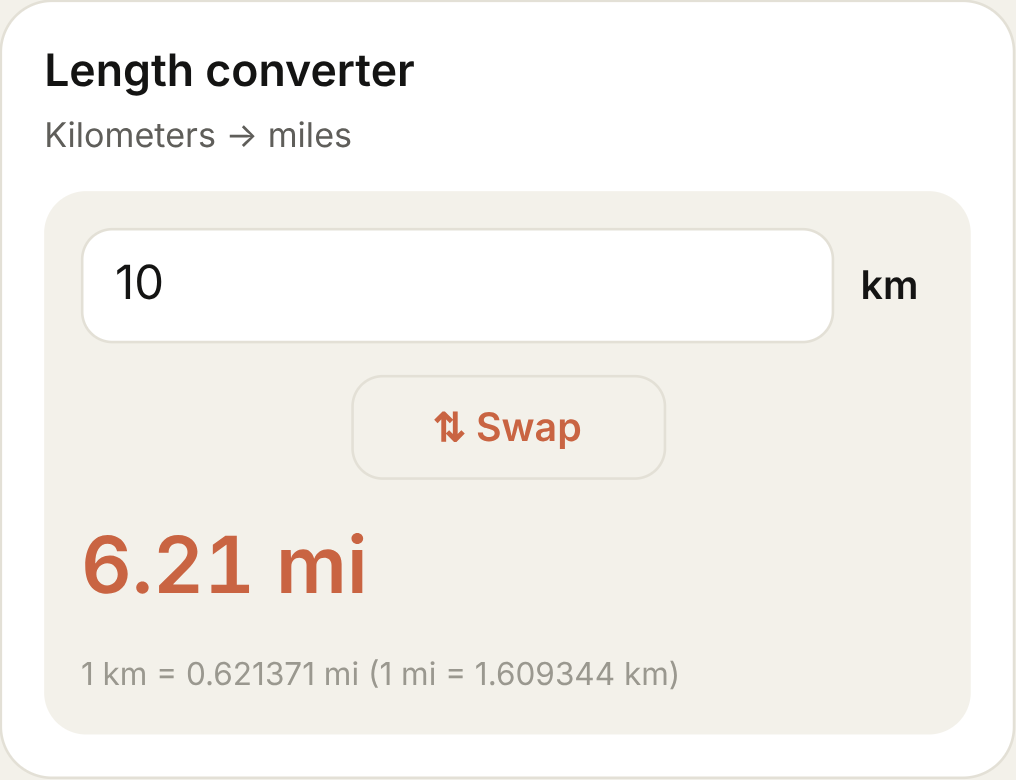 Length converter
Kilometers → miles
10 km
⇅ Swap
6.21 mi
1 km = 0.621371 mi (1 mi = 1.609344 km)